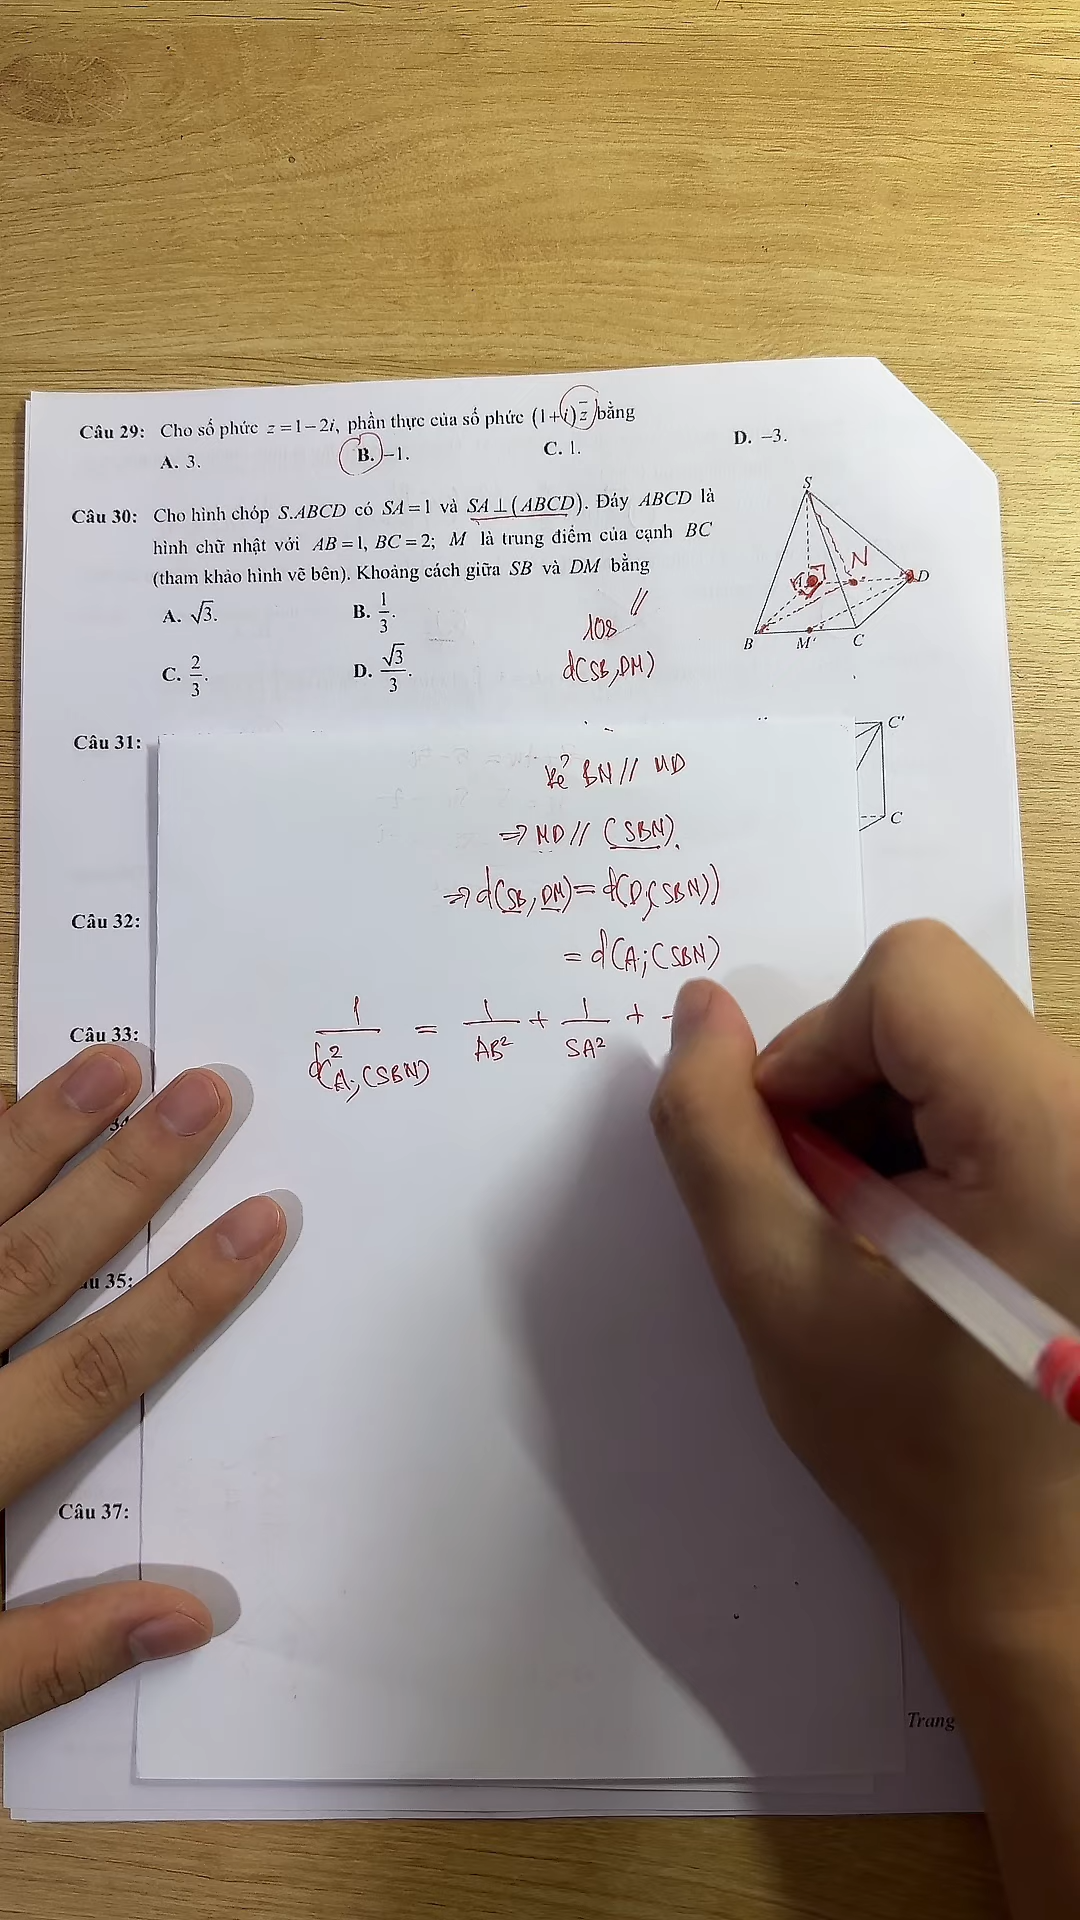 Câu 29: Cho số phức z = 1 − 2i, phần thực của số phức (1+i)z̄ bằng
A. 3. B. −1. C. 1. D. −3.
Câu 30: Cho hình chóp S.ABCD có SA = 1 và SA ⊥ (ABCD). Đáy ABCD là
hình chữ nhật với AB = 1, BC = 2; M là trung điểm của cạnh BC
(tham khảo hình vẽ bên). Khoảng cách giữa SB và DM bằng
A. √3. B. 1/3.
C. 2/3. D. √3/3.
S
N
D
B M C
//
108
d(SB,DM)
Câu 31:
C'
C
Kẻ BN // MD
⇒ MD // (SBN).
⇒ d(SB, DM) = d(D;(SBN))
= d(A;(SBN)
1/d²(A;(SBN) = 1/AB² + 1/SA² +
Câu 32:
Câu 33:
34
u 35:
Câu 37:
Trang